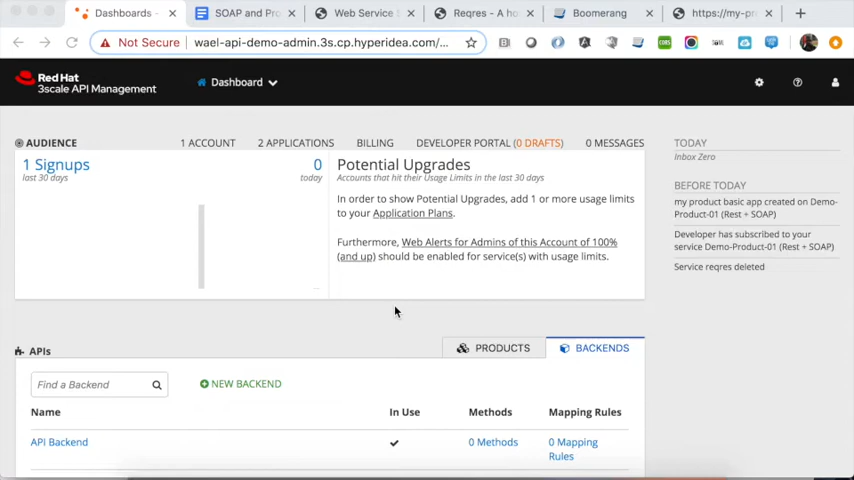 Dashboards -
SOAP and Pro
Web Service S
Reqres - A ho
Boomerang
https://my-pr
Not Secure
wael-api-demo-admin.3s.cp.hyperidea.com/...
CORS
Red Hat
3scale API Management
Dashboard
AUDIENCE
1 ACCOUNT
2 APPLICATIONS
BILLING
DEVELOPER PORTAL (0 DRAFTS)
0 MESSAGES
1 Signups
last 30 days
0
today
Potential Upgrades
Accounts that hit their Usage Limits in the last 30 days
In order to show Potential Upgrades, add 1 or more usage limits
to your Application Plans.
Furthermore, Web Alerts for Admins of this Account of 100%
(and up) should be enabled for service(s) with usage limits.
TODAY
Inbox Zero
BEFORE TODAY
my product basic app created on Demo-
Product-01 (Rest + SOAP)
Developer has subscribed to your
service Demo-Product-01 (Rest + SOAP)
Service reqres deleted
APIs
PRODUCTS
BACKENDS
Find a Backend
NEW BACKEND
Name
In Use
Methods
Mapping Rules
API Backend
0 Methods
0 Mapping
Rules